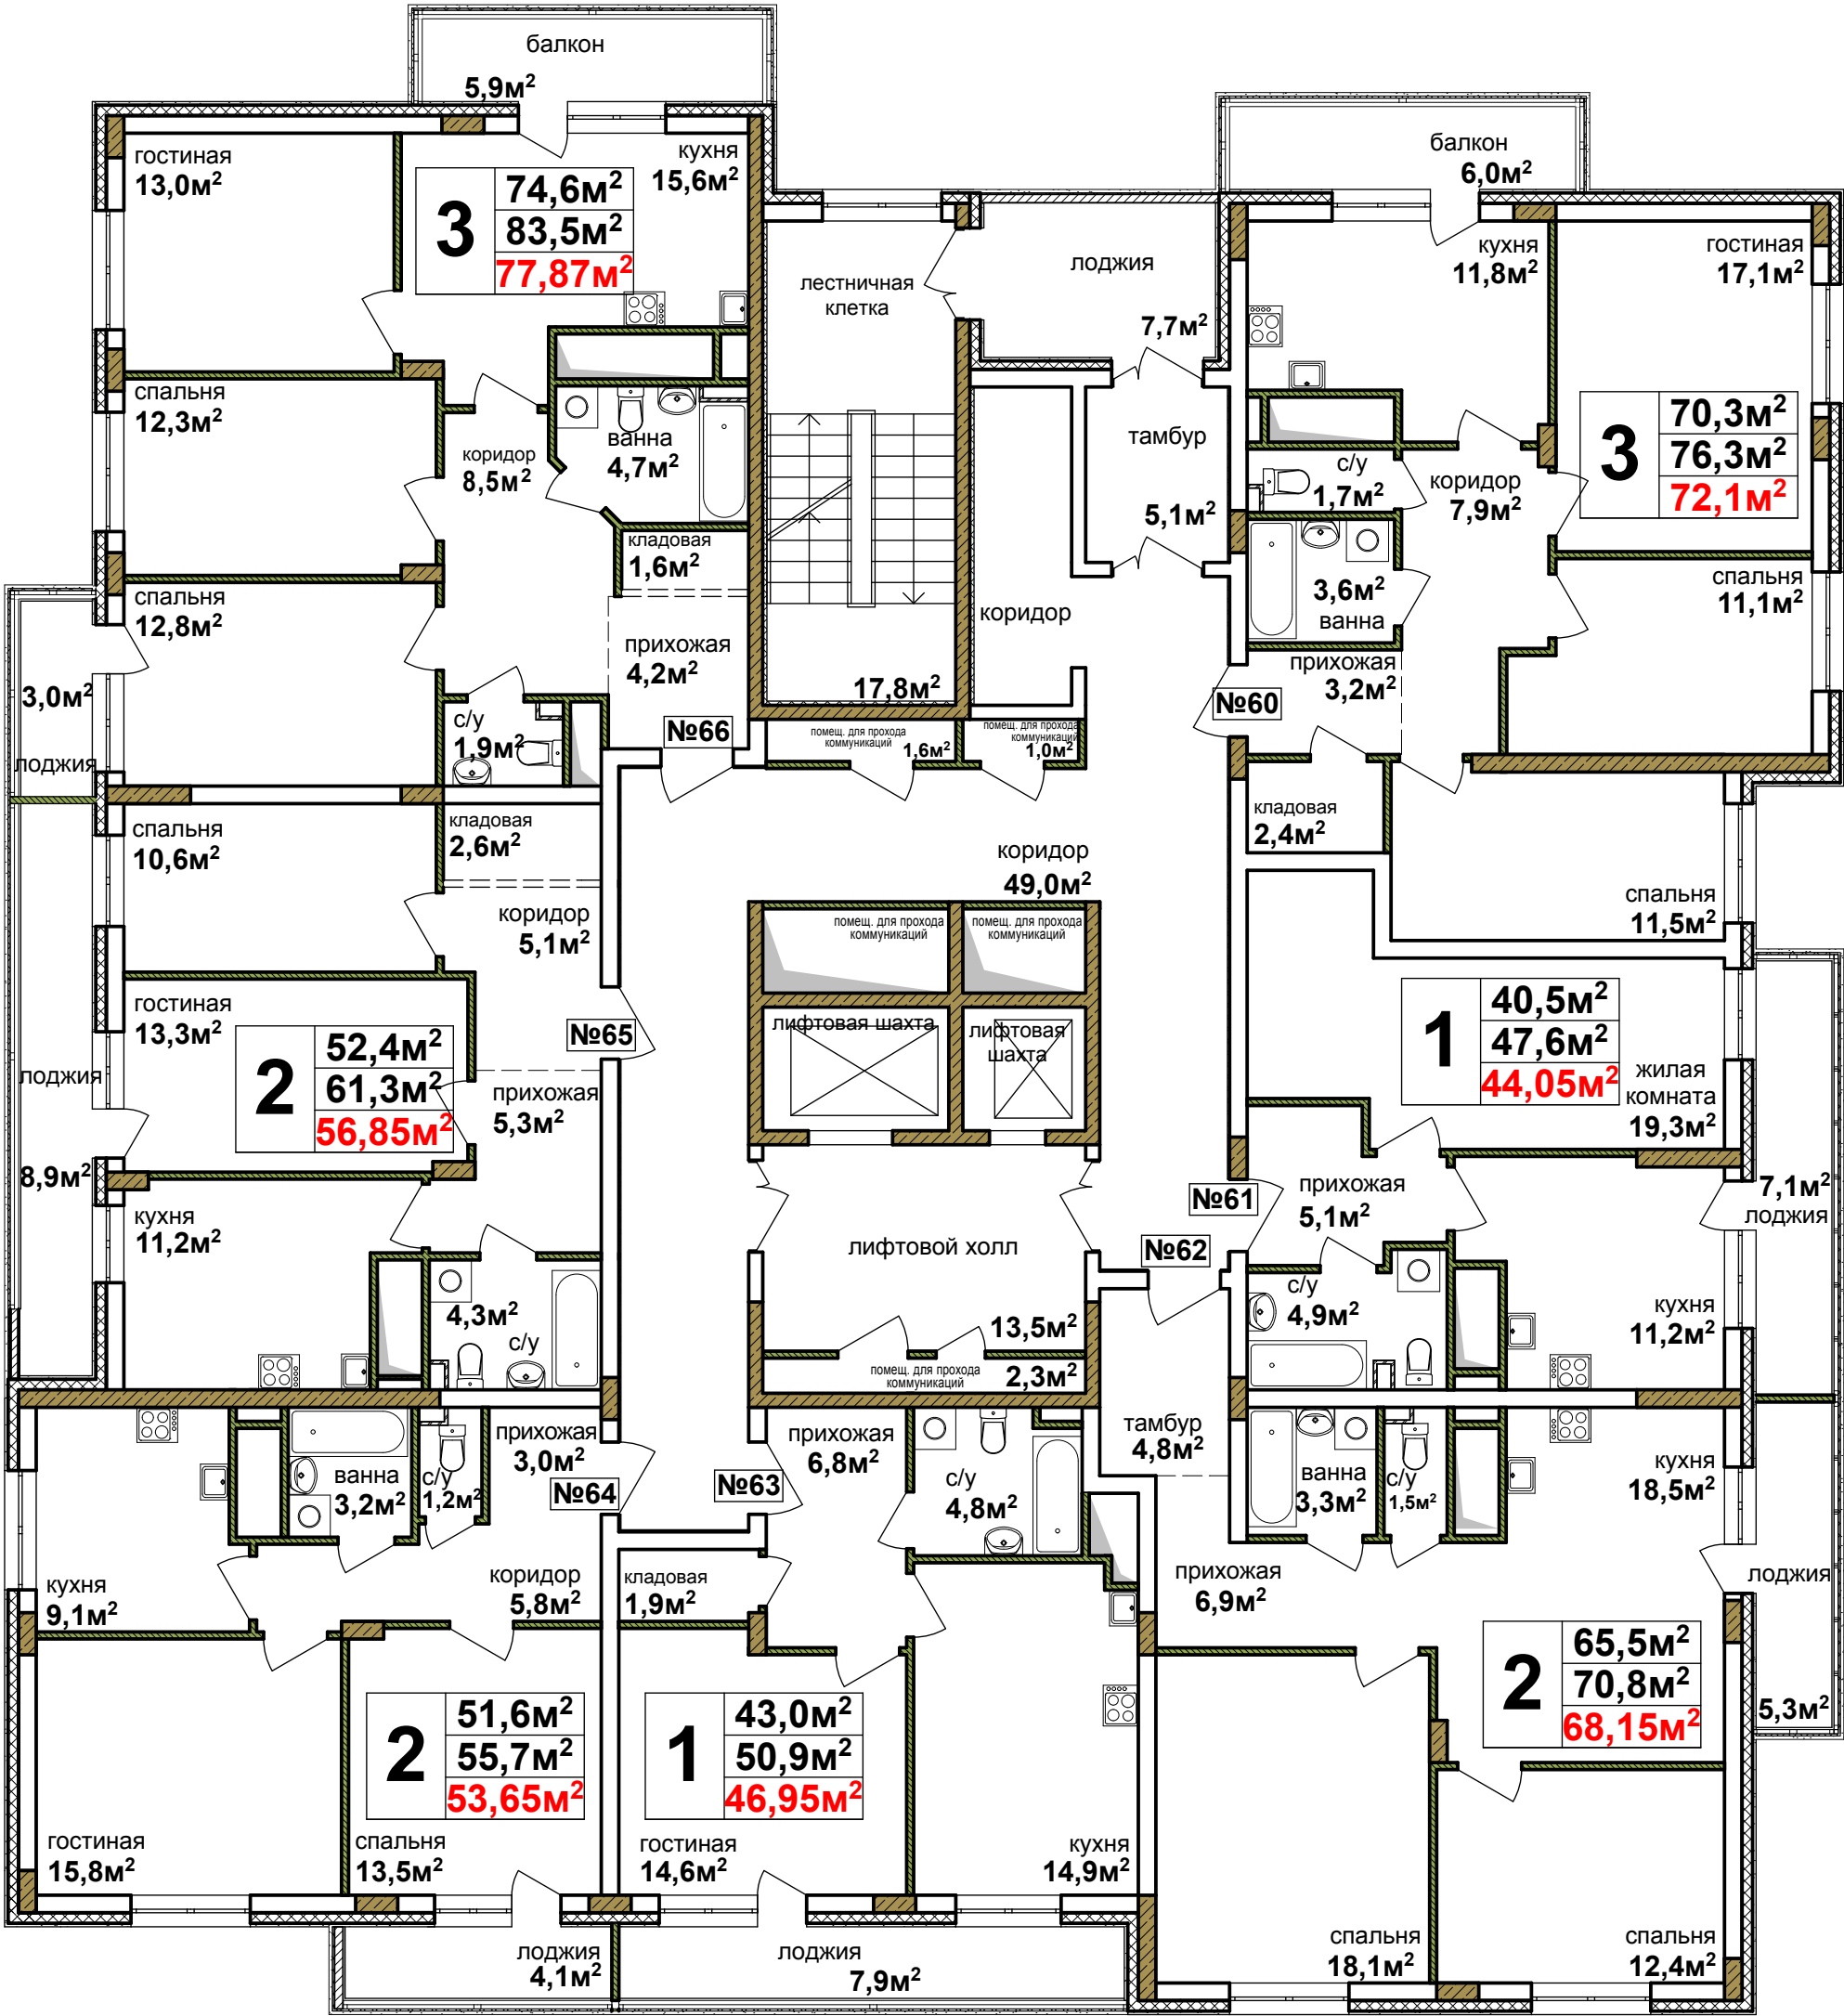 балкон
5,9м²
гостиная
13,0м²
кухня
15,6м²
3
74,6м²
83,5м²
77,87м²
балкон
6,0м²
кухня
11,8м²
гостиная
17,1м²
лестничная
клетка
лоджия
7,7м²
спальня
12,3м²
коридор
8,5м²
ванна
4,7м²
тамбур
5,1м²
с/у
1,7м²
коридор
7,9м²
3
70,3м²
76,3м²
72,1м²
кладовая
1,6м²
спальня
12,8м²
прихожая
4,2м²
17,8м²
коридор
3,6м²
ванна
спальня
11,1м²
прихожая
3,2м²
3,0м²
лоджия
с/у
1,9м²
№66
помещ. для прохода
коммуникаций
1,6м²
помещ. для прохода
коммуникаций
1,0м²
№60
спальня
10,6м²
кладовая
2,6м²
коридор
49,0м²
кладовая
2,4м²
спальня
11,5м²
коридор
5,1м²
помещ. для прохода
коммуникаций
помещ. для прохода
коммуникаций
гостиная
13,3м²
2
52,4м²
61,3м²
56,85м²
№65
лифтовая шахта
лифтовая
шахта
1
40,5м²
47,6м²
44,05м²
жилая
комната
19,3м²
лоджия
8,9м²
прихожая
5,3м²
кухня
11,2м²
лифтовой холл
13,5м²
№61
№62
прихожая
5,1м²
7,1м²
лоджия
4,3м²
с/у
с/у
4,9м²
кухня
11,2м²
помещ. для прохода
коммуникаций
2,3м²
прихожая
3,0м²
№64
№63
прихожая
6,8м²
с/у
4,8м²
тамбур
4,8м²
ванна
3,3м²
с/у
1,5м²
кухня
18,5м²
ванна
3,2м²
с/у
1,2м²
кухня
9,1м²
коридор
5,8м²
кладовая
1,9м²
прихожая
6,9м²
лоджия
5,3м²
2
65,5м²
70,8м²
68,15м²
2
51,6м²
55,7м²
53,65м²
1
43,0м²
50,9м²
46,95м²
гостиная
15,8м²
спальня
13,5м²
гостиная
14,6м²
кухня
14,9м²
спальня
18,1м²
спальня
12,4м²
лоджия
4,1м²
лоджия
7,9м²